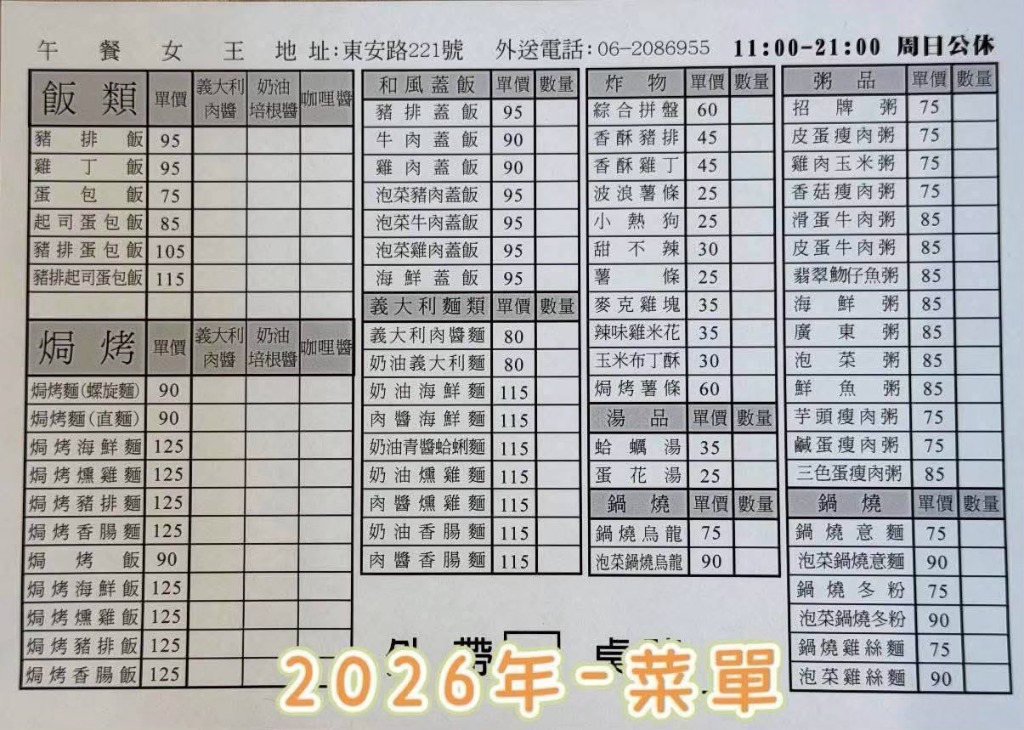 午餐女王 地址:東安路221號 外送電話:06-2086955 11:00-21:00 周日公休
飯類 單價 義大利肉醬 奶油培根醬 咖哩醬
豬排飯 95
雞丁飯 95
蛋包飯 75
起司蛋包飯 85
豬排蛋包飯 105
豬排起司蛋包飯 115
焗烤 單價 義大利肉醬 奶油培根醬 咖哩醬
焗烤麵(螺旋麵) 90
焗烤麵(直麵) 90
焗烤海鮮麵 125
焗烤燻雞麵 125
焗烤豬排麵 125
焗烤香腸麵 125
焗烤飯 90
焗烤海鮮飯 125
焗烤燻雞飯 125
焗烤豬排飯 125
焗烤香腸飯 125
和風蓋飯 單價 數量
豬排蓋飯 95
牛肉蓋飯 90
雞肉蓋飯 90
泡菜豬肉蓋飯 95
泡菜牛肉蓋飯 95
泡菜雞肉蓋飯 95
海鮮蓋飯 95
義大利麵類 單價 數量
義大利肉醬麵 80
奶油義大利麵 80
奶油海鮮麵 115
肉醬海鮮麵 115
奶油青醬蛤蜊麵 115
奶油燻雞麵 115
肉醬燻雞麵 115
奶油香腸麵 115
肉醬香腸麵 115
炸物 單價 數量
綜合拼盤 60
香酥豬排 45
香酥雞丁 45
波浪薯條 25
小熱狗 25
甜不辣 30
薯條 25
麥克雞塊 35
辣味雞米花 35
玉米布丁酥 30
焗烤薯條 60
湯品 單價 數量
蛤蠣湯 35
蛋花湯 25
鍋燒 單價 數量
鍋燒烏龍 75
泡菜鍋燒烏龍 90
粥品 單價 數量
招牌粥 75
皮蛋瘦肉粥 75
雞肉玉米粥 75
香菇瘦肉粥 75
滑蛋牛肉粥 85
皮蛋牛肉粥 85
翡翠魩仔魚粥 85
海鮮粥 85
廣東粥 85
泡菜粥 85
鮮魚粥 85
芋頭瘦肉粥 75
鹹蛋瘦肉粥 75
三色蛋瘦肉粥 85
鍋燒 單價 數量
鍋燒意麵 75
泡菜鍋燒意麵 90
鍋燒冬粉 75
泡菜鍋燒冬粉 90
鍋燒雞絲麵 75
泡菜雞絲麵 90
外帶
2026年-菜單